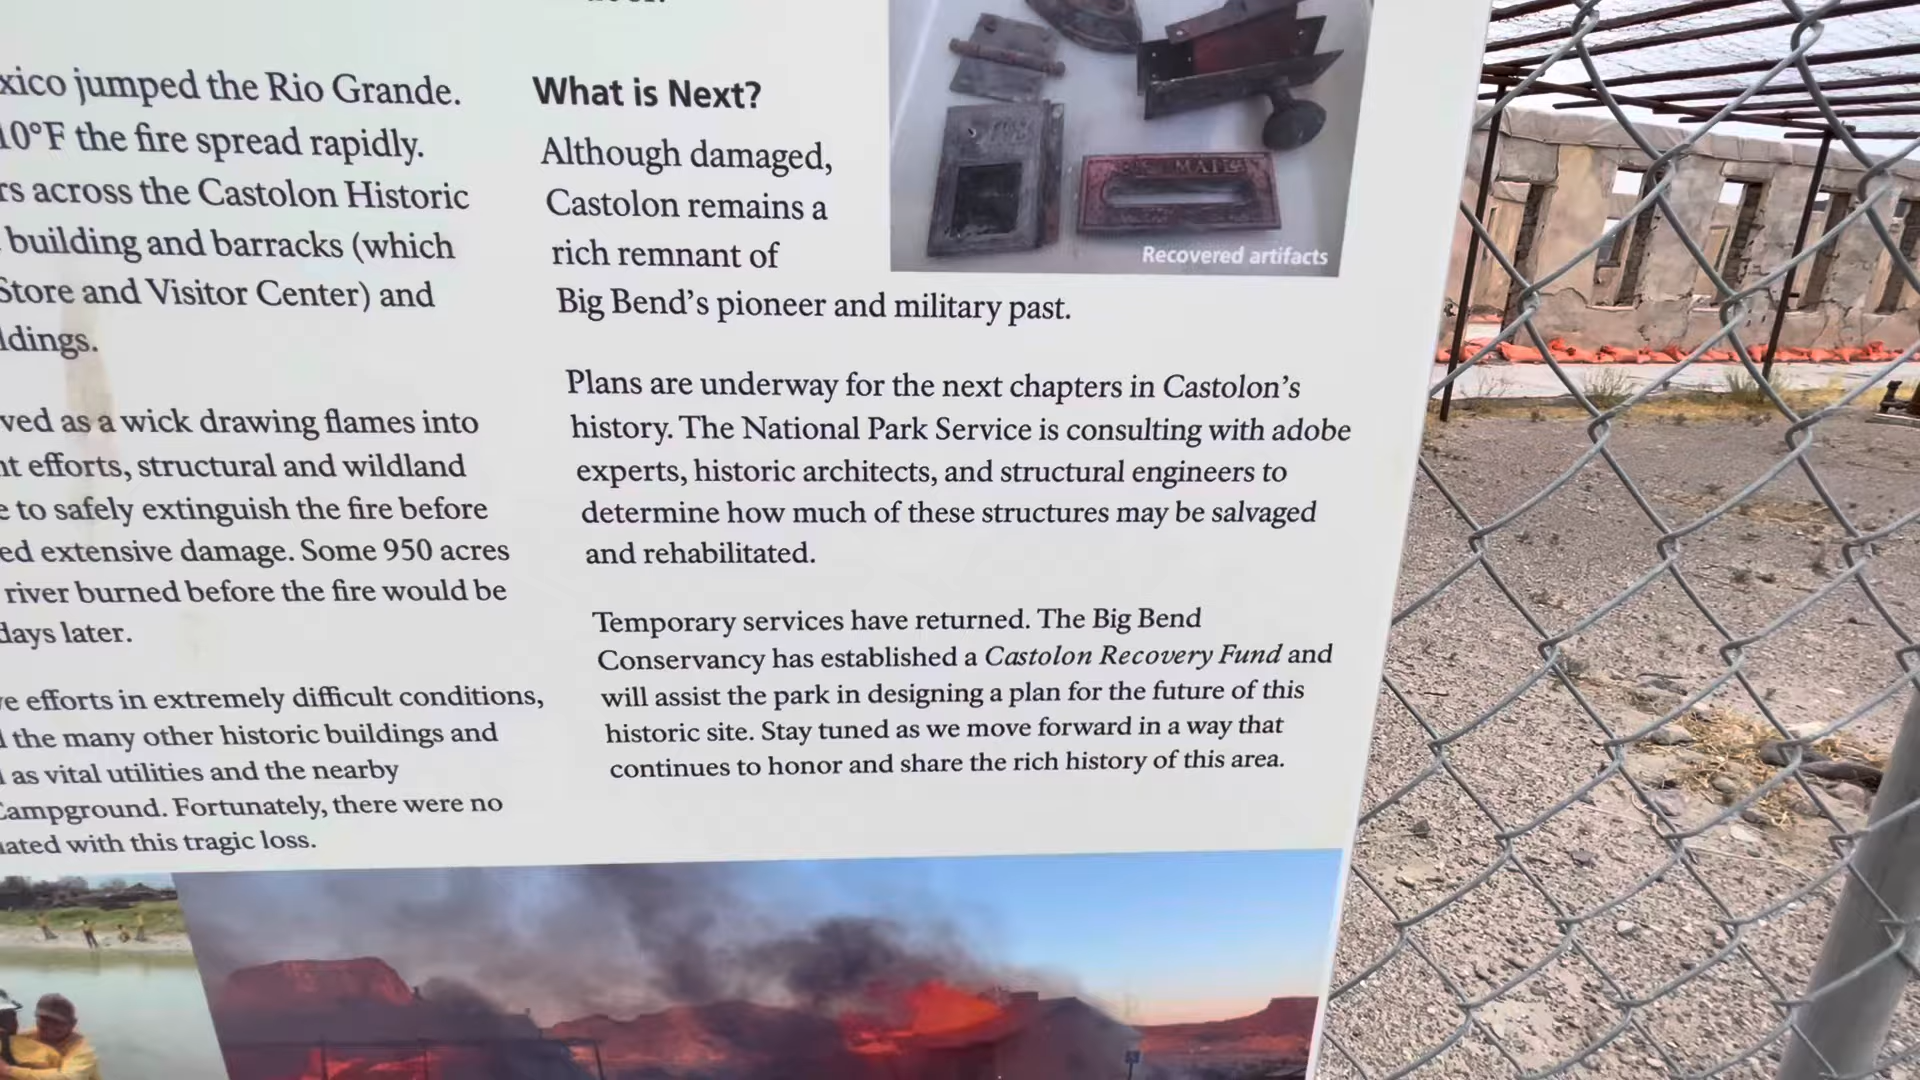 xico jumped the Rio Grande.
10°F the fire spread rapidly.
rs across the Castolon Historic
building and barracks (which
Store and Visitor Center) and
ldings.
ved as a wick drawing flames into
nt efforts, structural and wildland
e to safely extinguish the fire before
ed extensive damage. Some 950 acres
river burned before the fire would be
days later.
ve efforts in extremely difficult conditions,
d the many other historic buildings and
l as vital utilities and the nearby
Campground. Fortunately, there were no
iated with this tragic loss.
What is Next?
Although damaged,
Castolon remains a
rich remnant of
Big Bend's pioneer and military past.
MAIL
Recovered artifacts
Plans are underway for the next chapters in Castolon's
history. The National Park Service is consulting with adobe
experts, historic architects, and structural engineers to
determine how much of these structures may be salvaged
and rehabilitated.
Temporary services have returned. The Big Bend
Conservancy has established a Castolon Recovery Fund and
will assist the park in designing a plan for the future of this
historic site. Stay tuned as we move forward in a way that
continues to honor and share the rich history of this area.